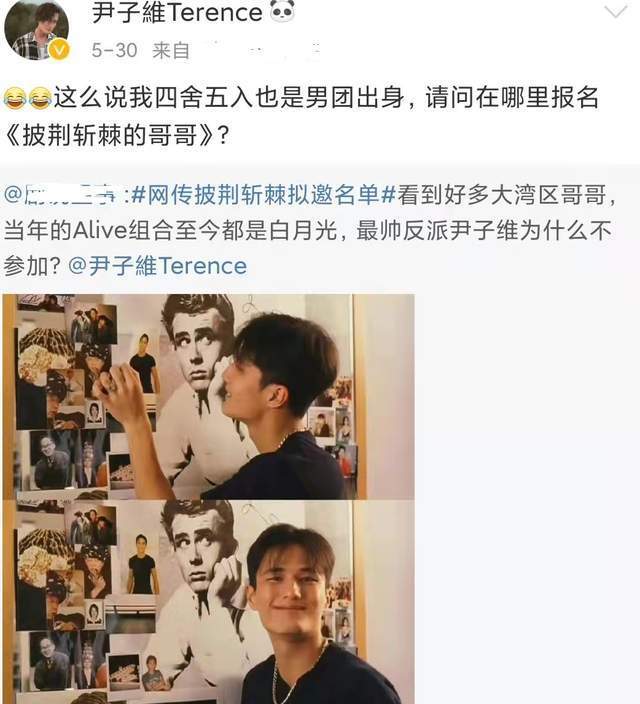 尹子維Terence🐼
5-30 来自
😂😂这么说我四舍五入也是男团出身，请问在哪里报名
《披荆斩棘的哥哥》?
:#网传披荆斩棘拟邀名单#看到好多大湾区哥哥，
当年的Alive组合至今都是白月光，最帅反派尹子维为什么不
参加? @尹子維Terence